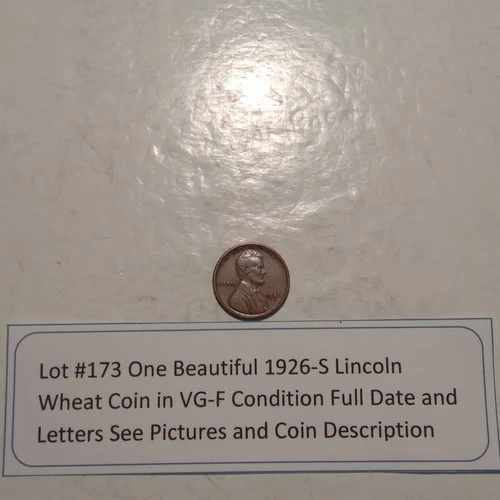 Lot #173 One Beautiful 1926-S Lincoln
Wheat Coin in VG-F Condition Full Date and
Letters See Pictures and Coin Description